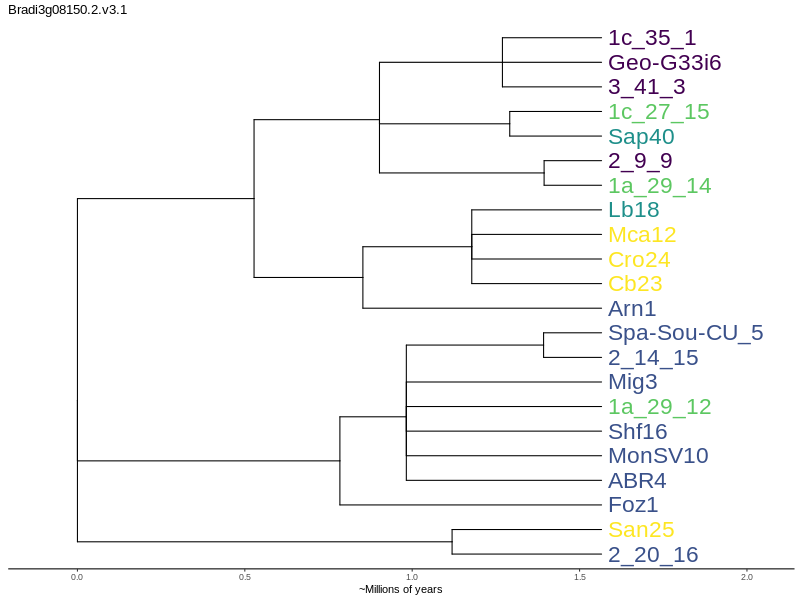 Bradi3g08150.2.v3.1
1c_35_1
Geo-G33i6
3_41_3
1c_27_15
Sap40
2_9_9
1a_29_14
Lb18
Mca12
Cro24
Cb23
Arn1
Spa-Sou-CU_5
2_14_15
Mig3
1a_29_12
Shf16
MonSV10
ABR4
Foz1
San25
2_20_16
0.0 0.5 1.0 1.5 2.0
~Millions of years